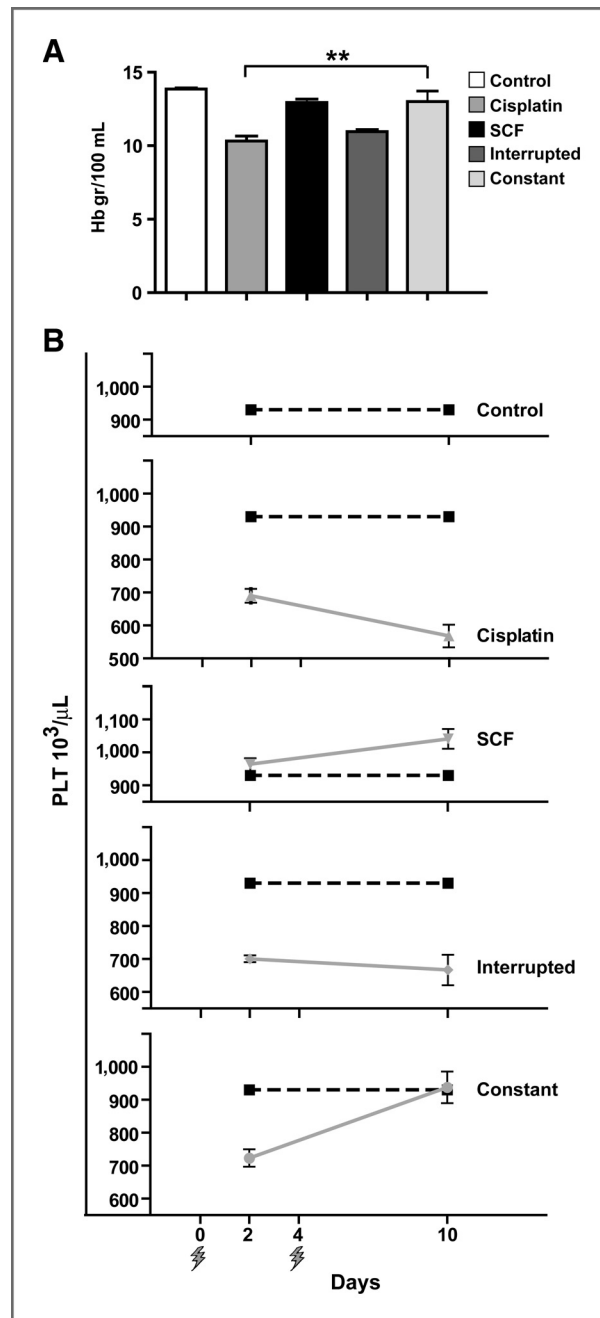 A
**
15
10
5
0
Hb gr/100 mL
Control
Cisplatin
SCF
Interrupted
Constant
B
PLT 10³/µL
1,000
900
Control
1,000
900
800
700
600
500
Cisplatin
1,100
1,000
900
SCF
1,000
900
800
700
600
Interrupted
1,000
900
800
700
600
Constant
0 2 4 10
Days